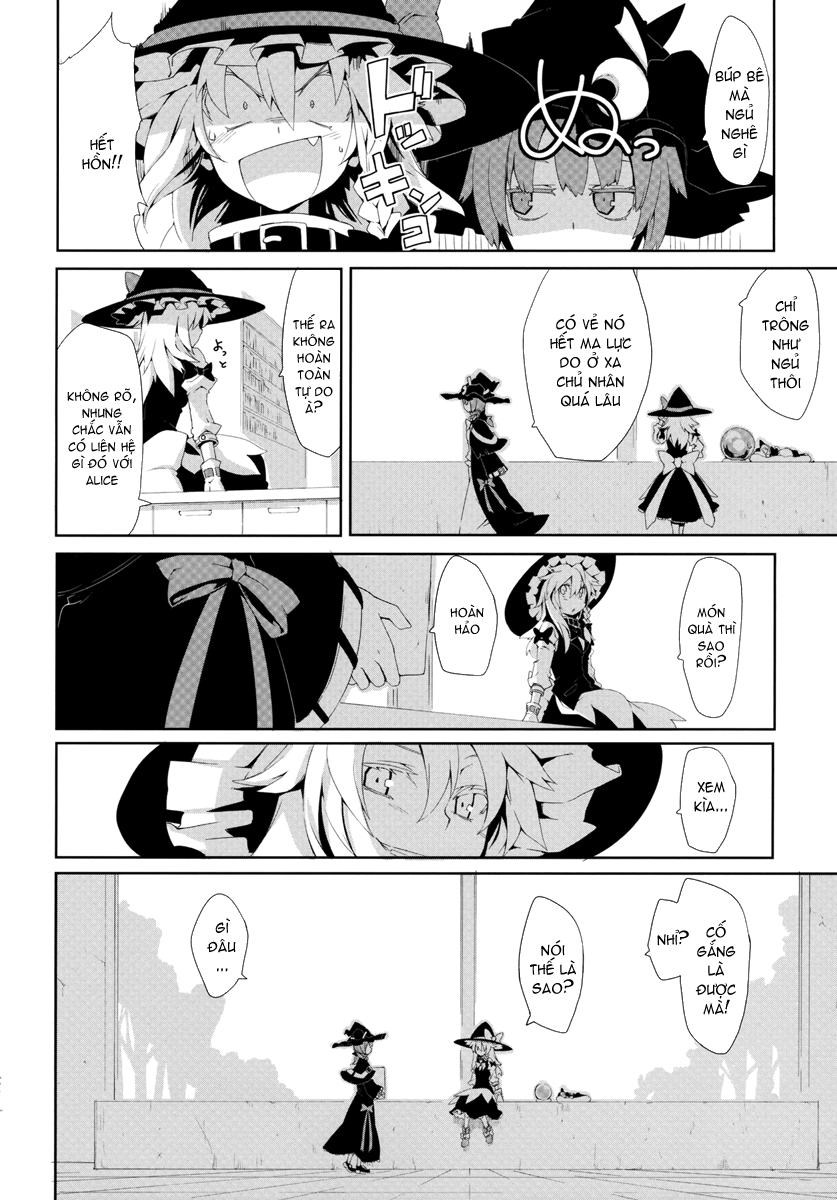 BÚP BÊ
MÀ
NGỦ
NGHÊ
GÌ
ぬっ
ドッキンコ
HẾT
HỒN!!
CHỈ
TRÔNG
NHƯ
NGỦ
THÔI
CÓ VẺ NÓ
HẾT MA LỰC
DO Ở XA
CHỦ NHÂN
QUÁ LÂU
THẾ RA
KHÔNG
HOÀN
TOÀN
TỰ DO
À?
よっと
KHÔNG RÕ,
NHƯNG
CHẮC VẪN
CÓ LIÊN HỆ
GÌ ĐÓ VỚI
ALICE
MÓN
QUÀ THÌ
SAO
RỒI?
HOÀN
HẢO
XEM
KÌA...
CỐ
GẮNG
LÀ
ĐƯỢC
MÀ!
NHỈ?
NÓI
THẾ LÀ
SAO?
GÌ
ĐÂU
...